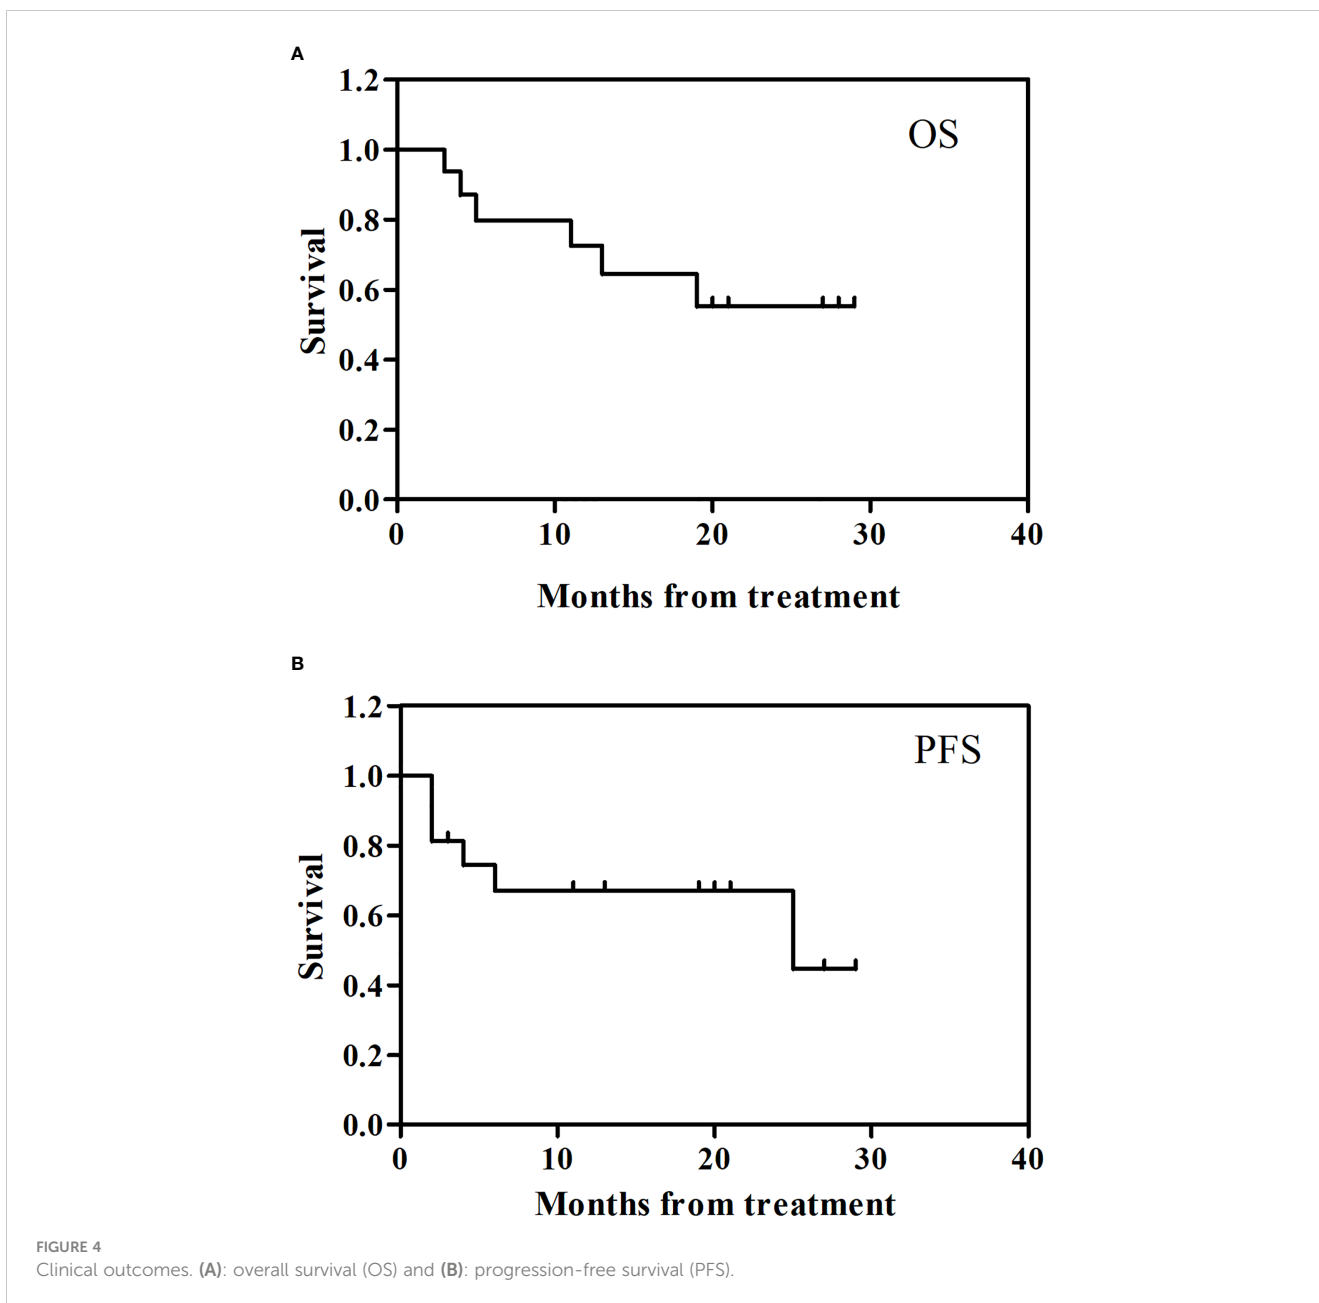 A
1.2
OS
1.0
0.8
0.6
0.4
0.2
0.0
Survival
0 10 20 30 40
Months from treatment
B
1.2
PFS
1.0
0.8
0.6
0.4
0.2
0.0
Survival
0 10 20 30 40
Months from treatment
FIGURE 4
Clinical outcomes. (A): overall survival (OS) and (B): progression-free survival (PFS).